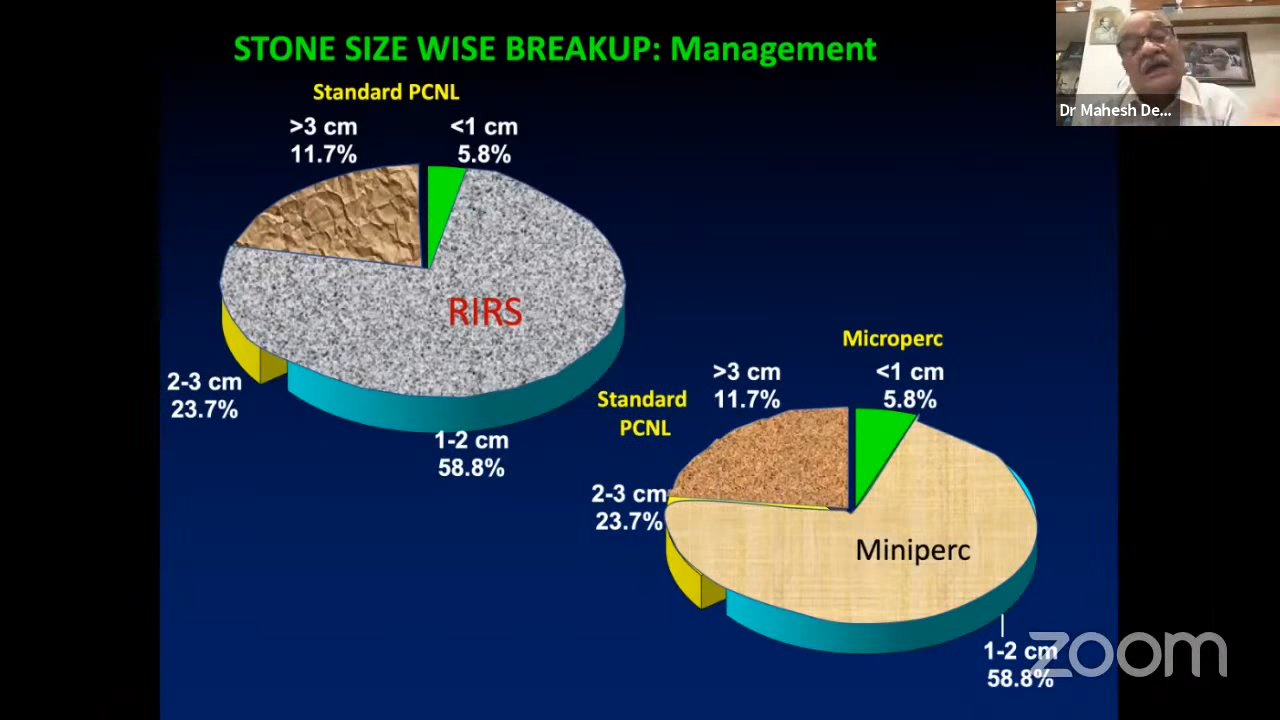 STONE SIZE WISE BREAKUP: Management
Dr Mahesh De...
Standard PCNL
>3 cm
11.7%
<1 cm
5.8%
RIRS
2-3 cm
23.7%
1-2 cm
58.8%
Microperc
>3 cm
11.7%
<1 cm
5.8%
Standard
PCNL
2-3 cm
23.7%
Miniperc
1-2 cm
58.8%
zoom